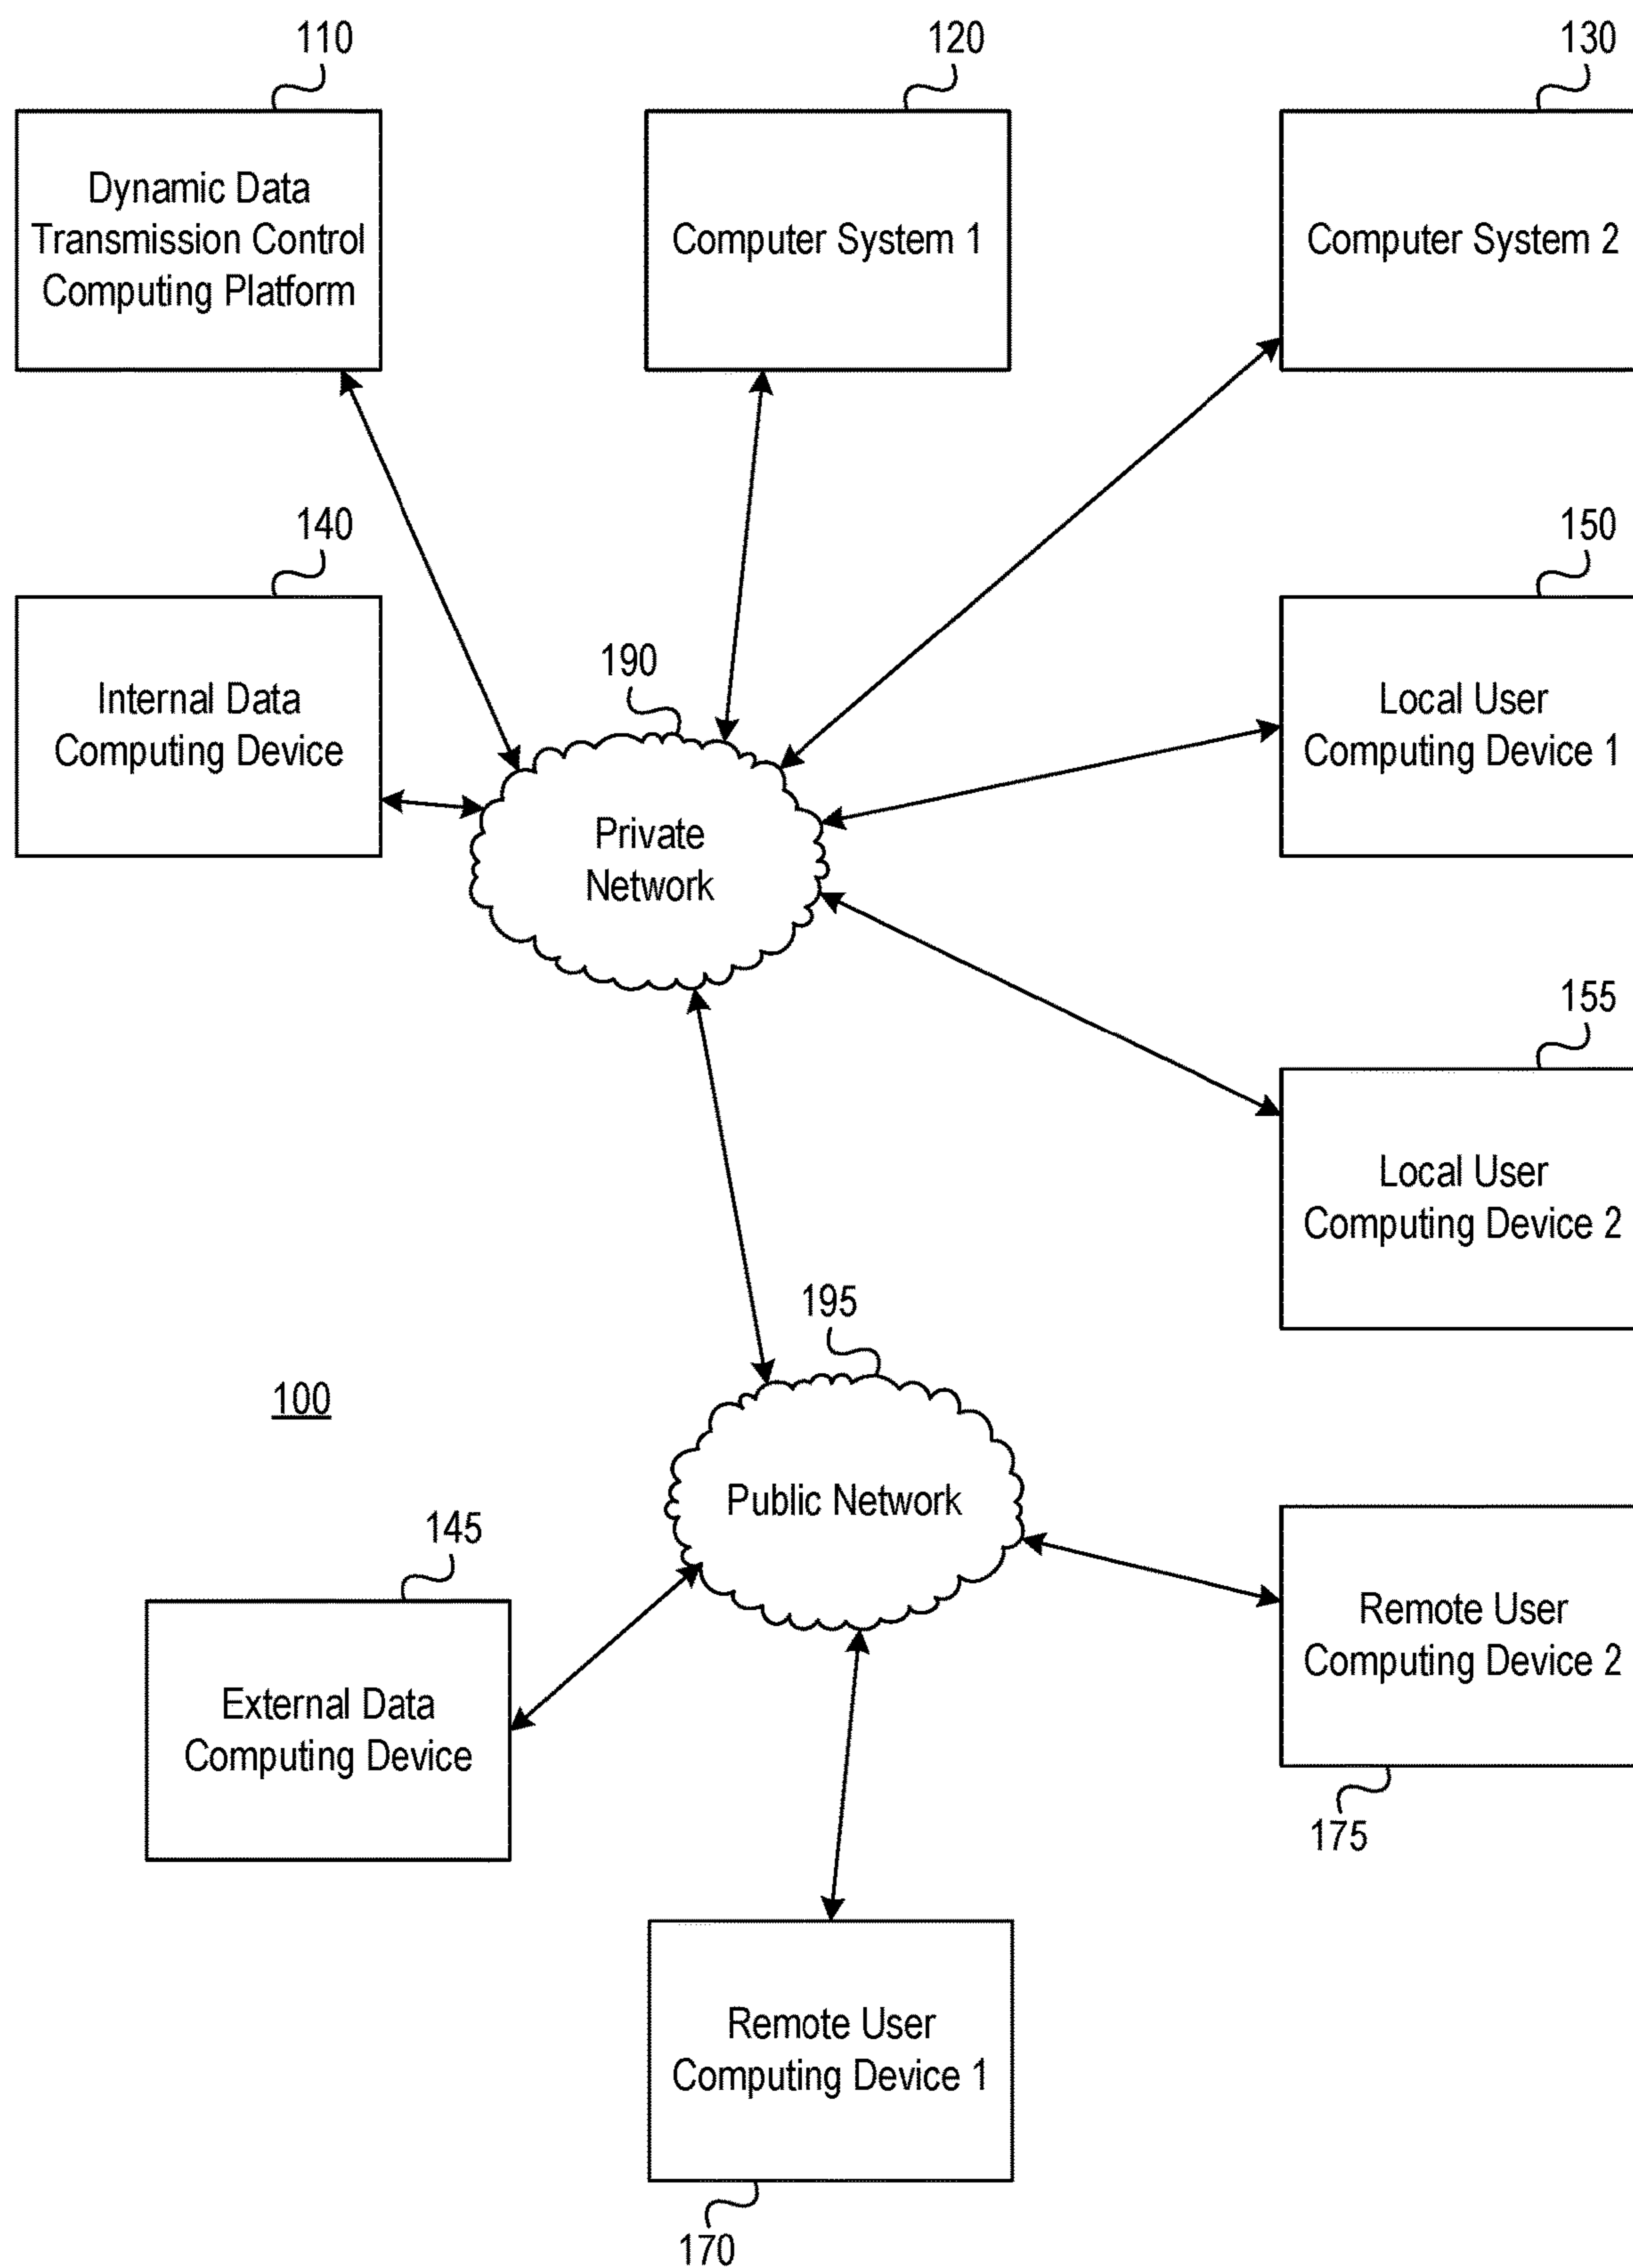 110
120
130
Dynamic Data
Transmission Control
Computing Platform
Computer System 1
Computer System 2
140
150
190
Internal Data
Computing Device
Local User
Computing Device 1
Private
Network
155
Local User
Computing Device 2
195
100
Public Network
145
Remote User
Computing Device 2
External Data
Computing Device
175
Remote User
Computing Device 1
170